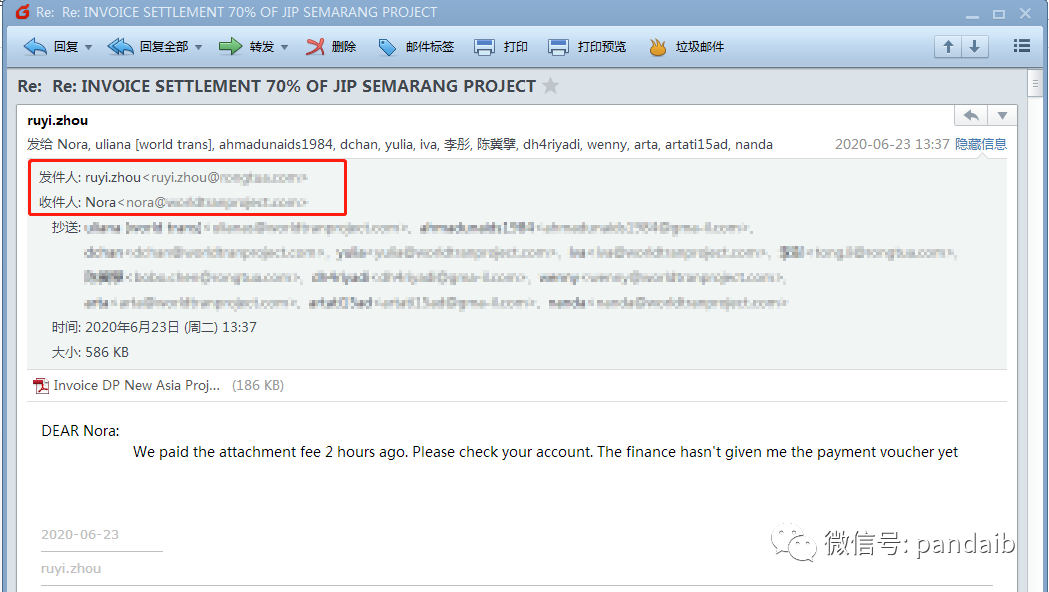 Re:  Re: INVOICE SETTLEMENT 70% OF JIP SEMARANG PROJECT
回复 回复全部 转发 删除 邮件标签 打印 打印预览 垃圾邮件
Re:  Re: INVOICE SETTLEMENT 70% OF JIP SEMARANG PROJECT
ruyi.zhou
发给 Nora, uliana [world trans], ahmadunaids1984, dchan, yulia, iva, 李彤, 陈冀孽, dh4riyadi, wenny, arta, artati15ad, nanda 2020-06-23 13:37 隐藏信息
发件人: ruyi.zhou<ruyi.zhou@
收件人: Nora<nora@
抄送:
时间: 2020年6月23日 (周二) 13:37
大小: 586 KB
Invoice DP New Asia Proj... (186 KB)
DEAR Nora:
We paid the attachment fee 2 hours ago. Please check your account. The finance hasn't given me the payment voucher yet
2020-06-23
ruyi.zhou
微信号: pandaib